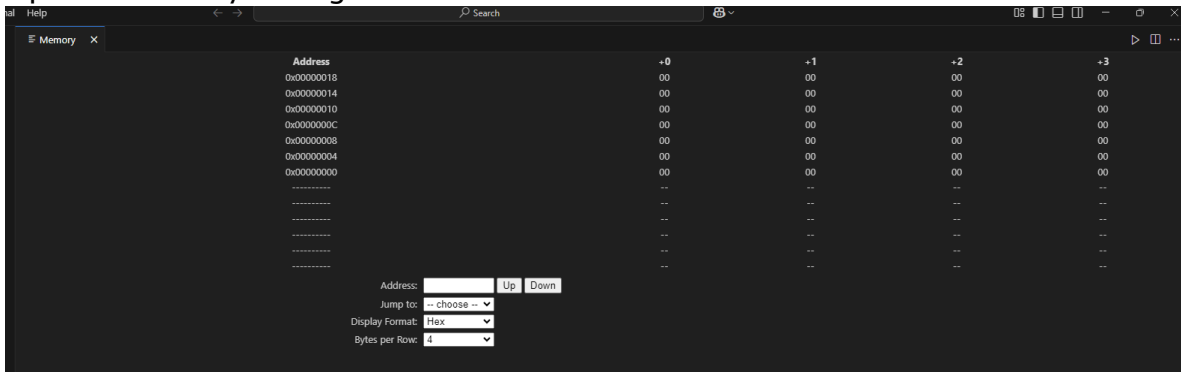 nal Help Search
Memory
Address +0 +1 +2 +3
0x00000018 00 00 00 00
0x00000014 00 00 00 00
0x00000010 00 00 00 00
0x0000000C 00 00 00 00
0x00000008 00 00 00 00
0x00000004 00 00 00 00
0x00000000 00 00 00 00
---------- -- -- -- --
---------- -- -- -- --
---------- -- -- -- --
---------- -- -- -- --
---------- -- -- -- --
---------- -- -- -- --
Address: Up Down
Jump to: -- choose --
Display Format: Hex
Bytes per Row: 4